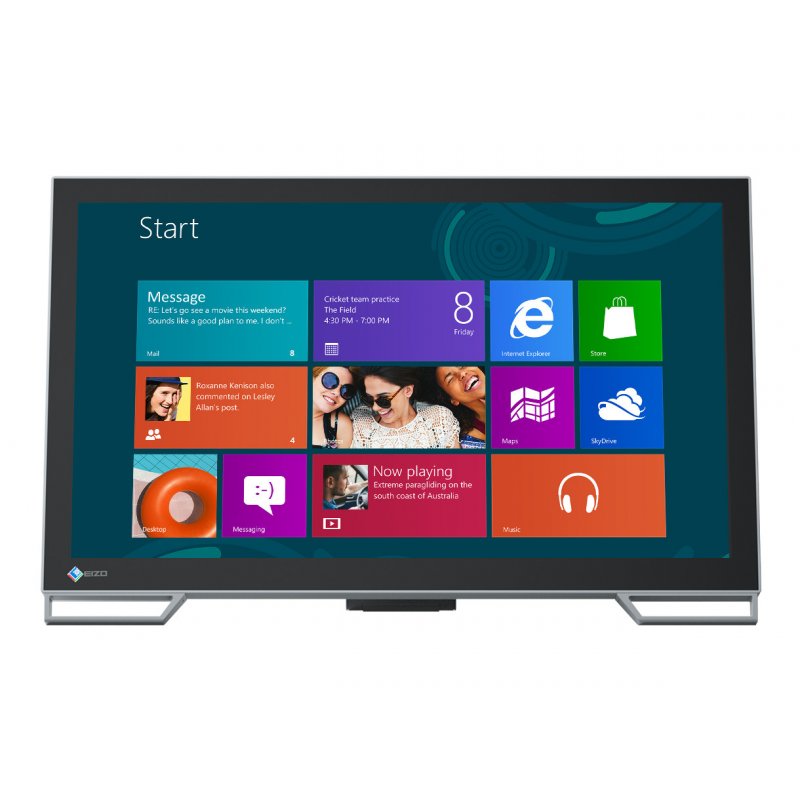 Start
Message
RE: Let's go see a movie this weekend?
Sounds like a good plan to me. I don't ...
Mail
8
Cricket team practice
The Field
4:30 PM - 7:00 PM
8
Friday
Internet Explorer
Store
Roxanne Kenison also
commented on Lesley
Allan's post.
4
Photos
Maps
SkyDrive
Desktop
:-)
Messaging
Now playing
Extreme paragliding on the
south coast of Australia
Music
EIZO